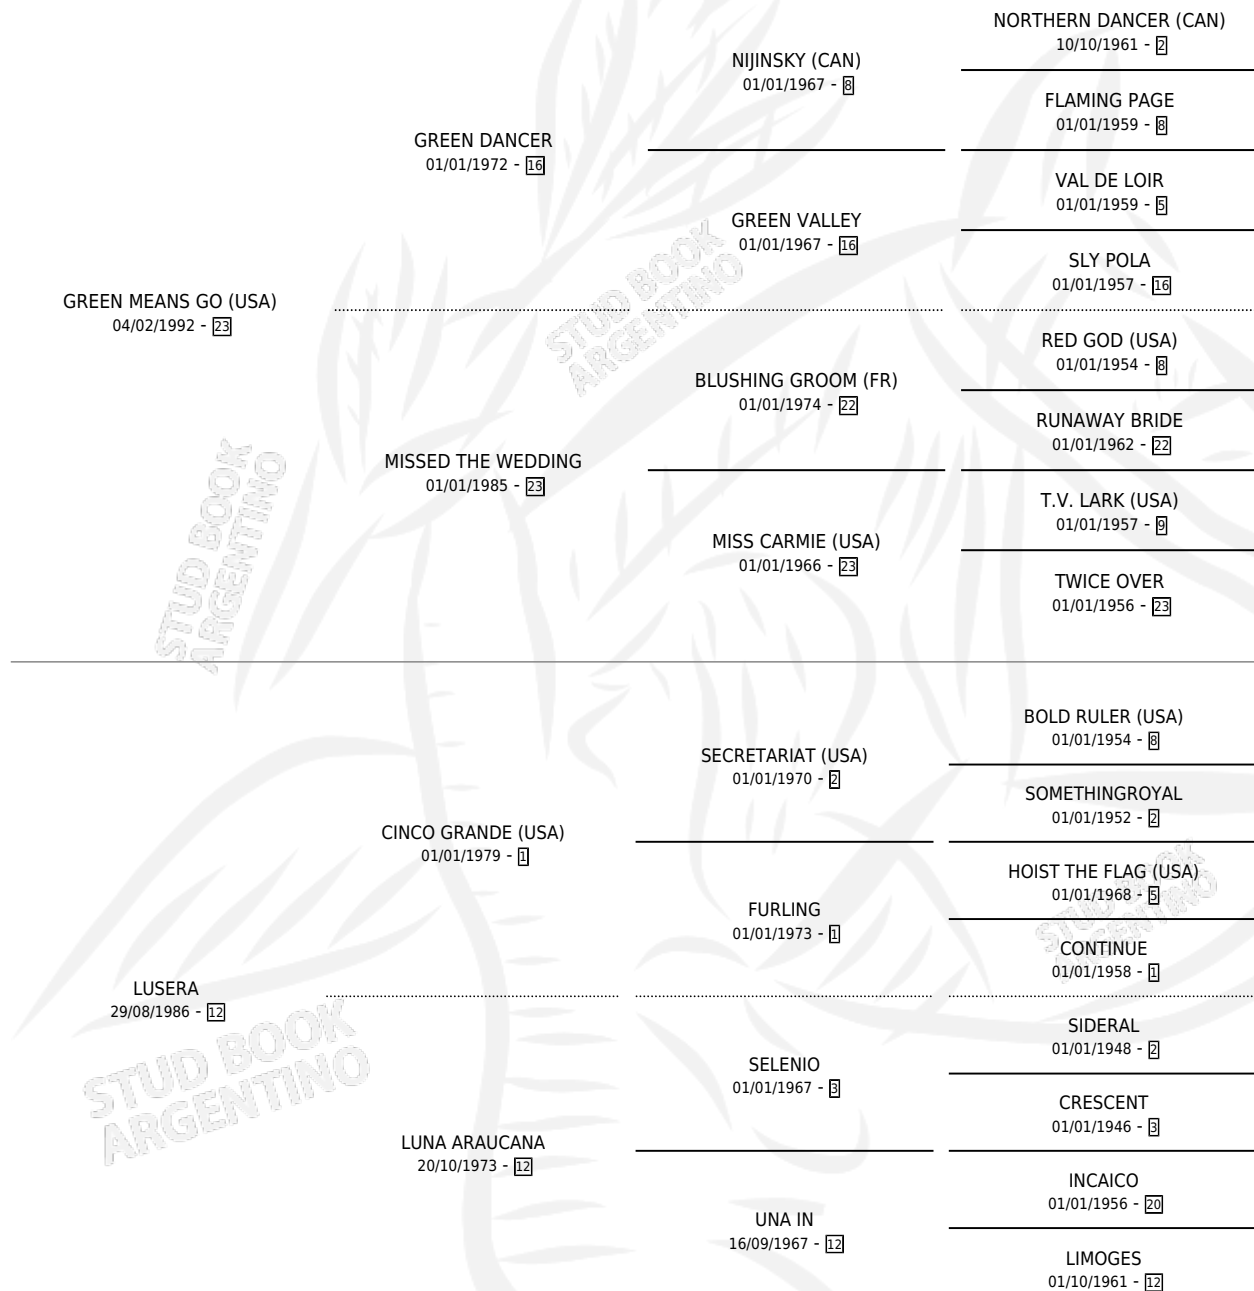 NORTHERN DANCER (CAN)
10/10/1961 - 2
NIJINSKY (CAN)
01/01/1967 - 8
FLAMING PAGE
01/01/1959 - 8
GREEN DANCER
01/01/1972 - 16
VAL DE LOIR
01/01/1959 - 5
GREEN VALLEY
01/01/1967 - 16
SLY POLA
01/01/1957 - 16
GREEN MEANS GO (USA)
04/02/1992 - 23
RED GOD (USA)
01/01/1954 - 8
BLUSHING GROOM (FR)
01/01/1974 - 22
RUNAWAY BRIDE
01/01/1962 - 22
MISSED THE WEDDING
01/01/1985 - 23
T.V. LARK (USA)
01/01/1957 - 9
MISS CARMIE (USA)
01/01/1966 - 23
TWICE OVER
01/01/1956 - 23
BOLD RULER (USA)
01/01/1954 - 8
SECRETARIAT (USA)
01/01/1970 - 2
SOMETHINGROYAL
01/01/1952 - 2
CINCO GRANDE (USA)
01/01/1979 - 1
HOIST THE FLAG (USA)
01/01/1968 - 5
FURLING
01/01/1973 - 1
CONTINUE
01/01/1958 - 1
LUSERA
29/08/1986 - 12
SIDERAL
01/01/1948 - 2
SELENIO
01/01/1967 - 3
CRESCENT
01/01/1946 - 3
LUNA ARAUCANA
20/10/1973 - 12
INCAICO
01/01/1956 - 20
UNA IN
16/09/1967 - 12
LIMOGES
01/10/1961 - 12
STUD BOOK
ARGENTINO
STUD BOOK
ARGENTINO
STUD BOOK
ARGENTINO
STUD BOOK
ARGENTINO